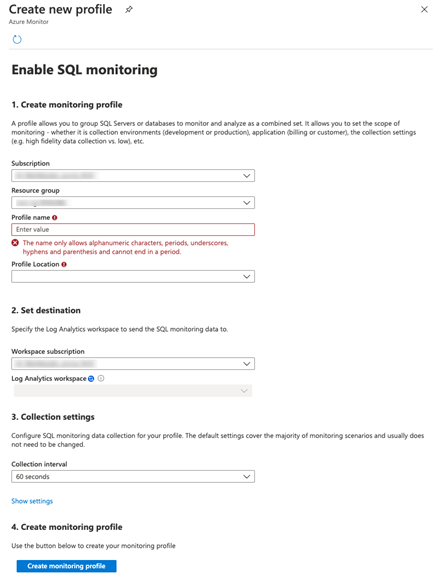 Create new profile
Azure Monitor
Enable SQL monitoring
1. Create monitoring profile
A profile allows you to group SQL Servers or databases to monitor and analyze as a combined set. It allows you to set the scope of
monitoring - whether it is collection environments (development or production), application (billing or customer), the collection settings
(e.g. high fidelity data collection vs. low), etc.
Subscription
Resource group
Profile name
Enter value
The name only allows alphanumeric characters, periods, underscores,
hyphens and parenthesis and cannot end in a period.
Profile Location
2. Set destination
Specify the Log Analytics workspace to send the SQL monitoring data to.
Workspace subscription
Log Analytics workspace
3. Collection settings
Configure SQL monitoring data collection for your profile. The default settings cover the majority of monitoring scenarios and usually does
not need to be changed.
Collection interval
60 seconds
Show settings
4. Create monitoring profile
Use the button below to create your monitoring profile
Create monitoring profile